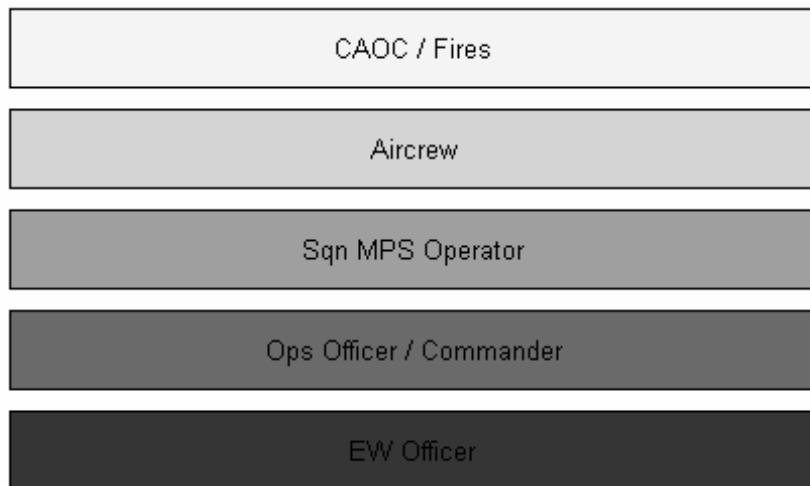 CAOC / Fires
Aircrew
Sqn MPS Operator
Ops Officer / Commander
EW Officer